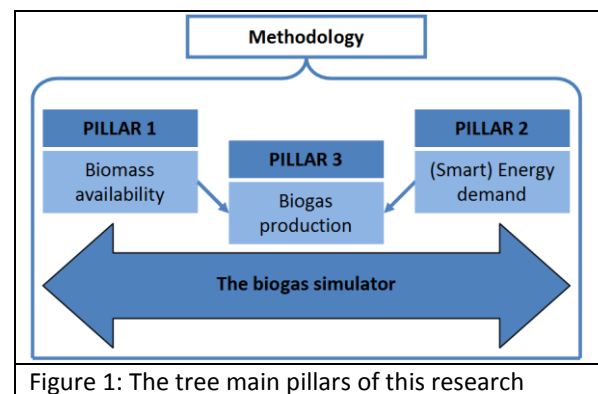 Methodology
PILLAR 1
Biomass
availability
PILLAR 3
Biogas
production
PILLAR 2
(Smart) Energy
demand
The biogas simulator
Figure 1: The tree main pillars of this research